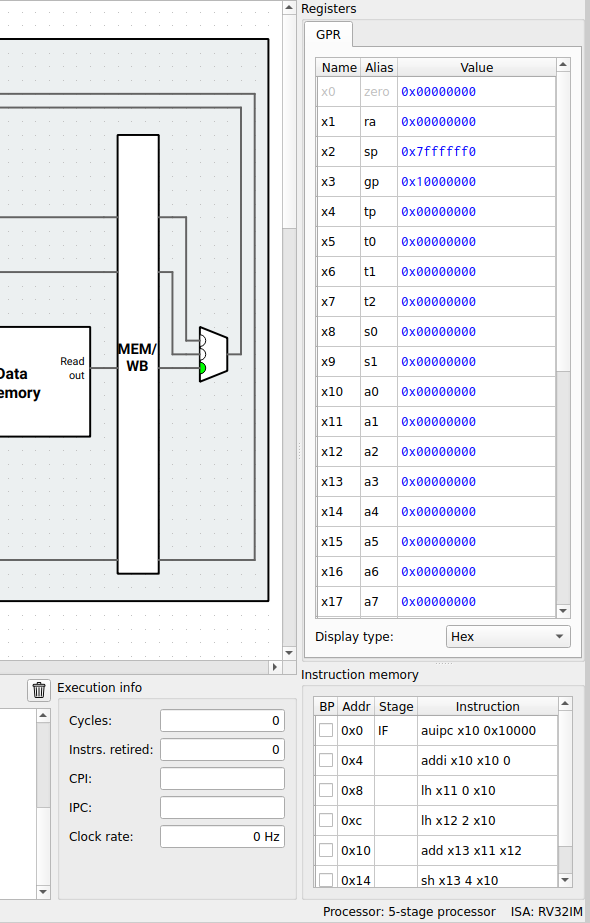 Registers
GPR
Name Alias Value
x0 zero 0x00000000
x1 ra 0x00000000
x2 sp 0x7ffffff0
x3 gp 0x10000000
x4 tp 0x00000000
x5 t0 0x00000000
x6 t1 0x00000000
x7 t2 0x00000000
x8 s0 0x00000000
x9 s1 0x00000000
x10 a0 0x00000000
x11 a1 0x00000000
x12 a2 0x00000000
x13 a3 0x00000000
x14 a4 0x00000000
x15 a5 0x00000000
x16 a6 0x00000000
x17 a7 0x00000000
Display type: Hex
MEM/
WB
Read
out
Data
emory
Execution info
Cycles: 0
Instrs. retired: 0
CPI:
IPC:
Clock rate: 0 Hz
Instruction memory
BP Addr Stage Instruction
0x0 IF auipc x10 0x10000
0x4 addi x10 x10 0
0x8 lh x11 0 x10
0xc lh x12 2 x10
0x10 add x13 x11 x12
0x14 sh x13 4 x10
Processor: 5-stage processor ISA: RV32IM